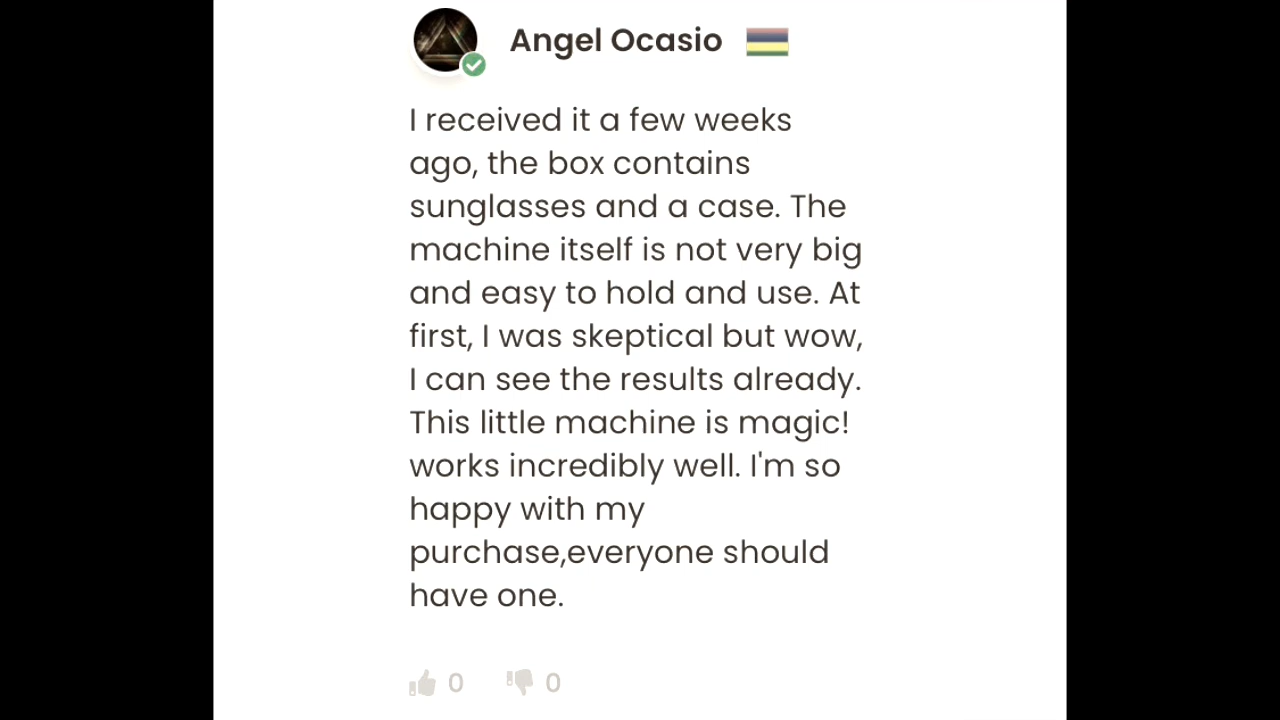 Angel Ocasio
I received it a few weeks
ago, the box contains
sunglasses and a case. The
machine itself is not very big
and easy to hold and use. At
first, I was skeptical but wow,
I can see the results already.
This little machine is magic!
works incredibly well. I'm so
happy with my
purchase,everyone should
have one.
0 0